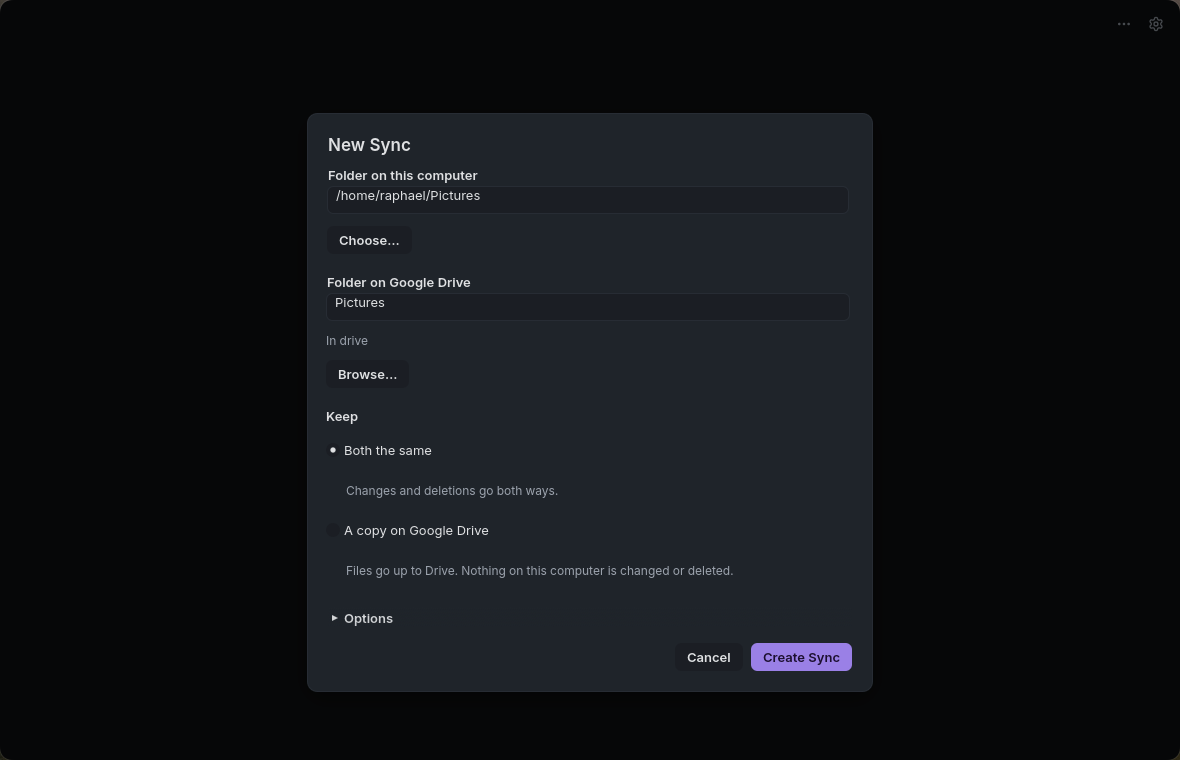 New Sync
Folder on this computer
/home/raphael/Pictures
Choose...
Folder on Google Drive
Pictures
In drive
Browse...
Keep
Both the same
Changes and deletions go both ways.
A copy on Google Drive
Files go up to Drive. Nothing on this computer is changed or deleted.
Options
Cancel Create Sync